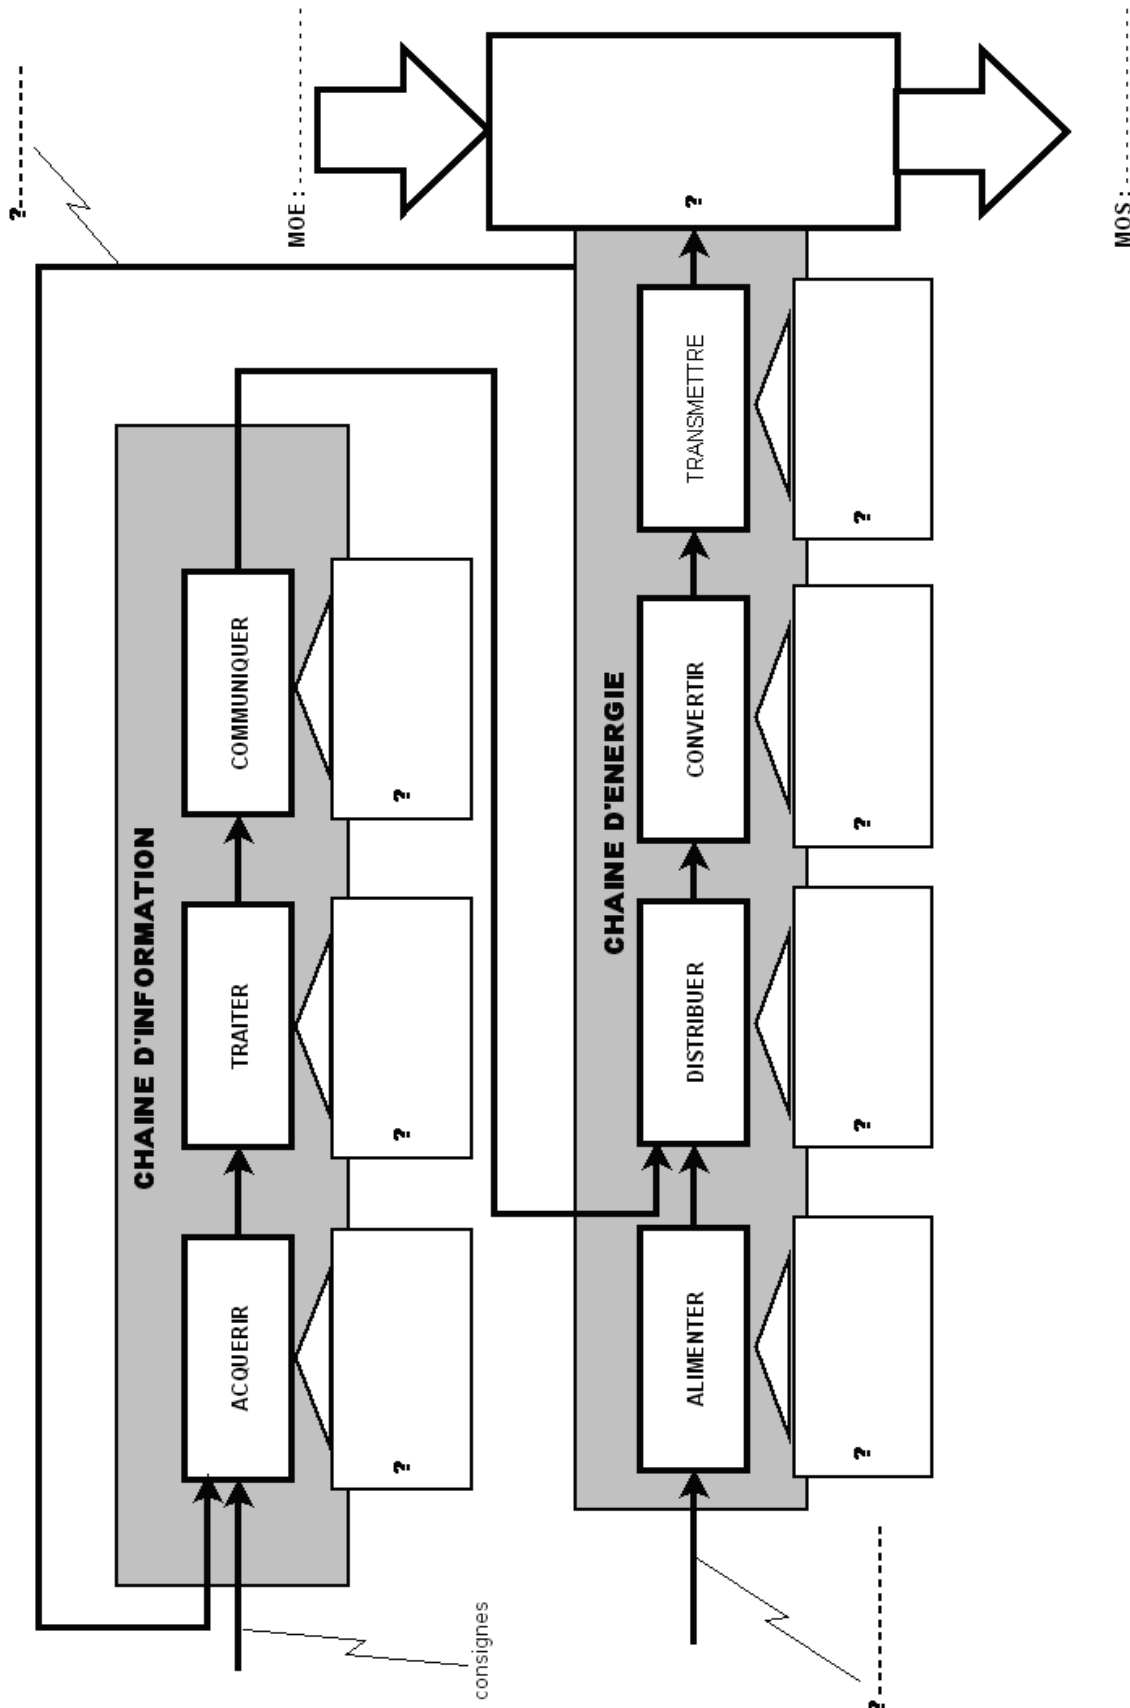 ?
MOE :
CHAINE D'INFORMATION
ACQUERIR
TRAITER
COMMUNIQUER
?
?
?
consignes
CHAINE D'ENERGIE
ALIMENTER
DISTRIBUER
CONVERTIR
TRANSMETTRE
?
?
?
?
?
?
MOS :